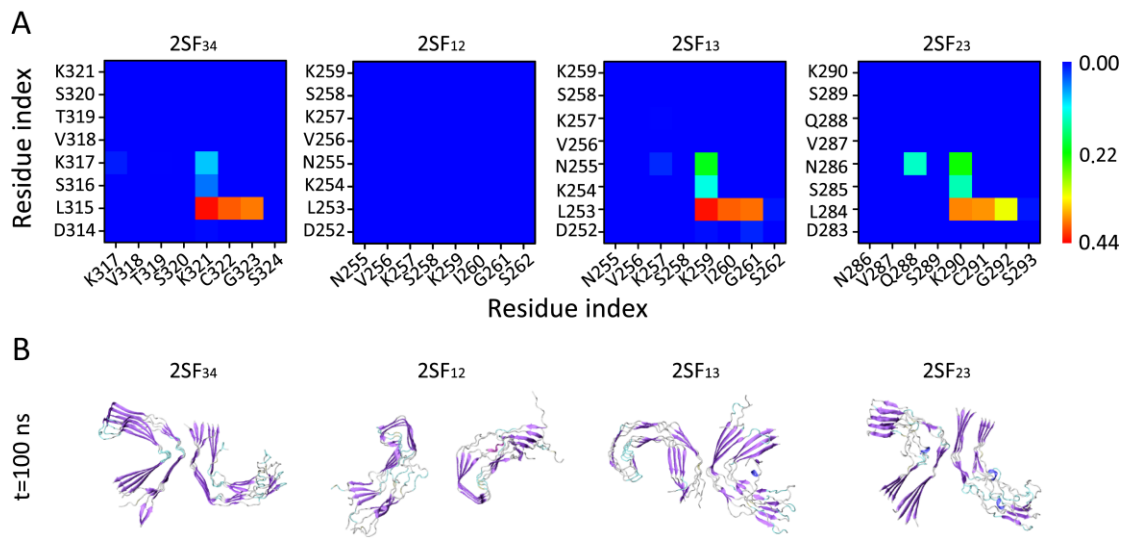 A
2SF34
2SF12
2SF13
2SF23
Residue index
K321
S320
T319
V318
K317
S316
L315
D314
K317
V318
T319
S320
K321
C322
G323
S324
K259
S258
K257
V256
N255
K254
L253
D252
N255
V256
K257
S258
K259
I260
G261
S262
K259
S258
K257
V256
N255
K254
L253
D252
N255
V256
K257
S258
K259
I260
G261
S262
K290
S289
Q288
V287
N286
S285
L284
D283
N286
V287
Q288
S289
K290
C291
G292
S293
0.00
0,22
0.44
Residue index
B
2SF34
2SF12
2SF13
2SF23
t=100 ns